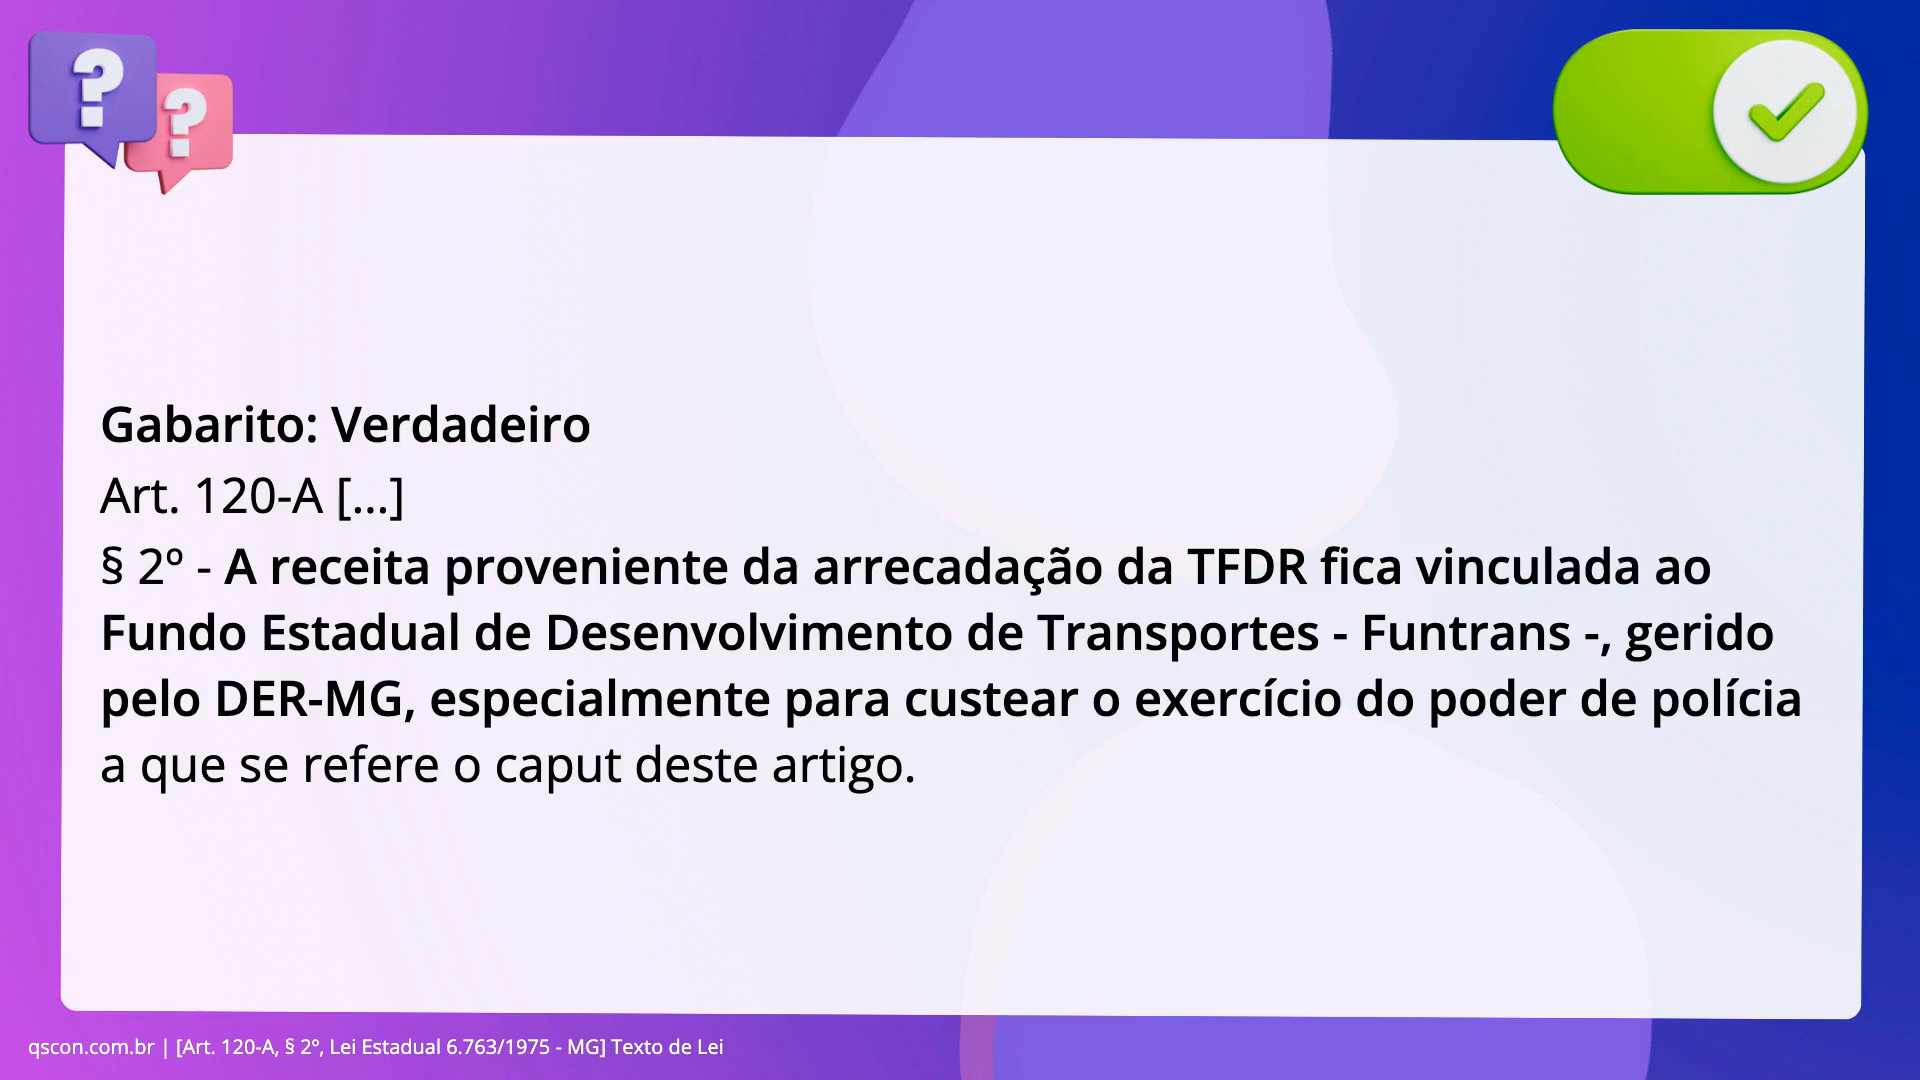 Gabarito: Verdadeiro
Art. 120-A [...]
§ 2º - A receita proveniente da arrecadação da TFDR fica vinculada ao
Fundo Estadual de Desenvolvimento de Transportes - Funtrans -, gerido
pelo DER-MG, especialmente para custear o exercício do poder de polícia
a que se refere o caput deste artigo.
qscon.com.br | [Art. 120-A, § 2º, Lei Estadual 6.763/1975 - MG] Texto de Lei